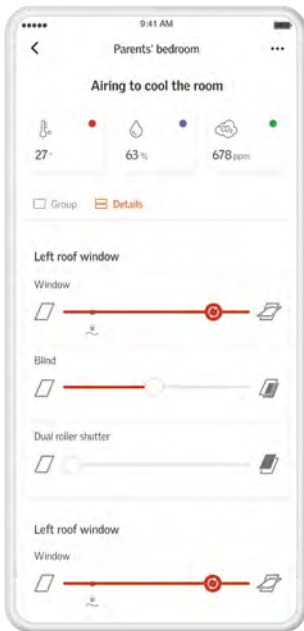 9:41 AM
Parents' bedroom
Airing to cool the room
27°
63 %
678 ppm
Group
Details
Left roof window
Window
Blind
Dual roller shutter
Left roof window
Window